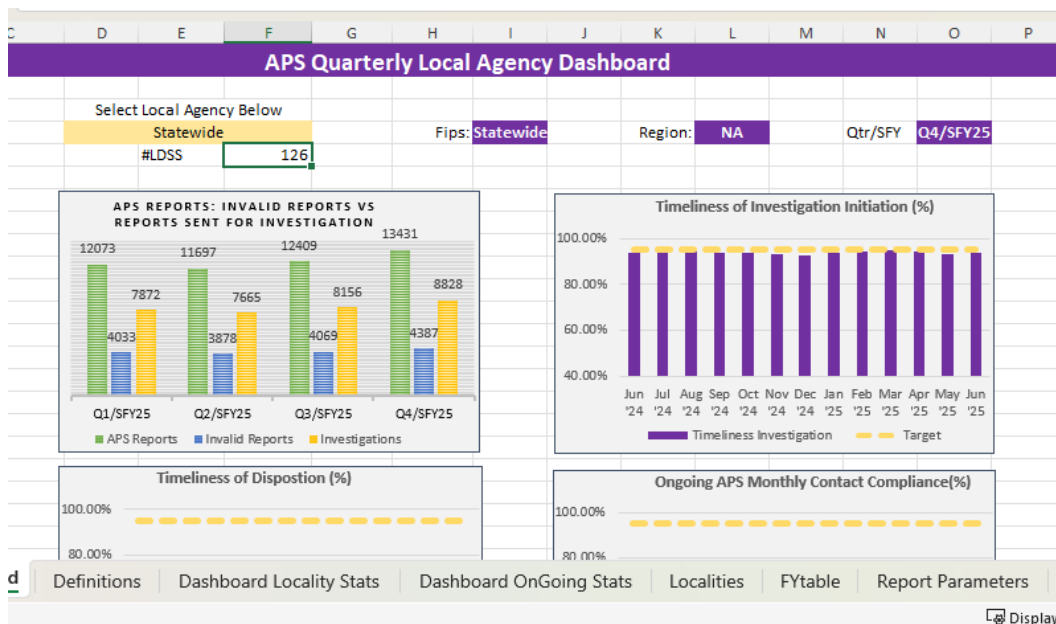 C D E F G H I J K L M N O P
APS Quarterly Local Agency Dashboard
Select Local Agency Below
Statewide
Fips: Statewide
Region: NA
Qtr/SFY Q4/SFY25
#LDSS 126
APS REPORTS: INVALID REPORTS VS
REPORTS SENT FOR INVESTIGATION
12073 11697 12409 13431
7872 7665 8156 8828
4033 3878 4069 4387
Q1/SFY25 Q2/SFY25 Q3/SFY25 Q4/SFY25
APS Reports Invalid Reports Investigations
Timeliness of Investigation Initiation (%)
100.00%
80.00%
60.00%
40.00%
Jun Jul Aug Sep Oct Nov Dec Jan Feb Mar Apr May Jun
'24 '24 '24 '24 '24 '24 '24 '25 '25 '25 '25 '25 '25
Timeliness Investigation Target
Timeliness of Dispostion (%)
100.00%
80.00%
Ongoing APS Monthly Contact Compliance(%)
100.00%
80.00%
d Definitions Dashboard Locality Stats Dashboard OnGoing Stats Localities FYtable Report Parameters
Display